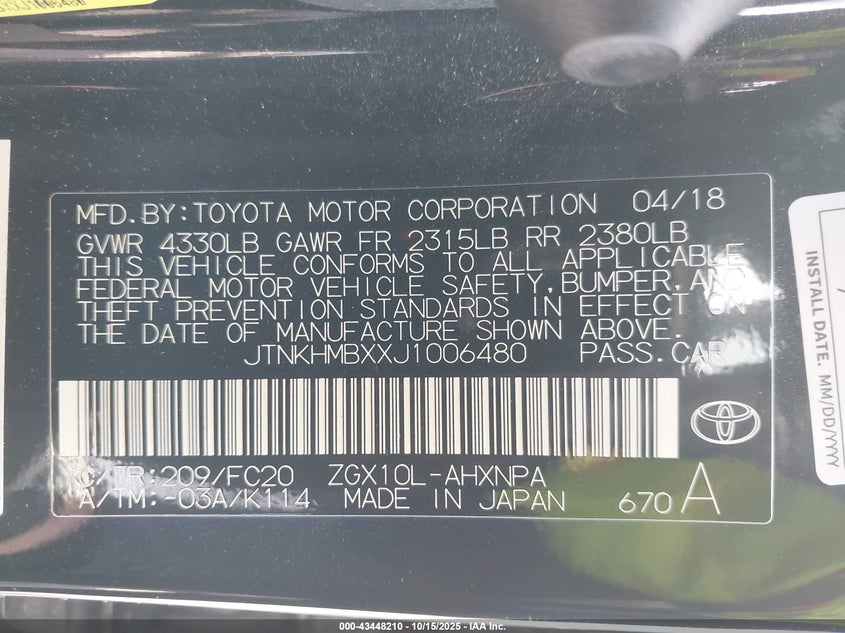 J1006480
MFD.BY:TOYOTA MOTOR CORPORATION 04/18
GVWR 4330LB GAWR FR 2315LB RR 2380LB
THIS VEHICLE CONFORMS TO ALL APPLICABLE
FEDERAL MOTOR VEHICLE SAFETY,BUMPER,AND
THEFT PREVENTION STANDARDS IN EFFECT ON
THE DATE OF MANUFACTURE SHOWN ABOVE.
JTNKHMBXXJ1006480 PASS.CAR
C/TR:209/FC20 ZGX10L-AHXNPA
A/TM:-03A/K114 MADE IN JAPAN 670 A
INSTALL DATE: MM/DD/YYYY
000-43448210 - 10/15/2025 - IAA Inc.